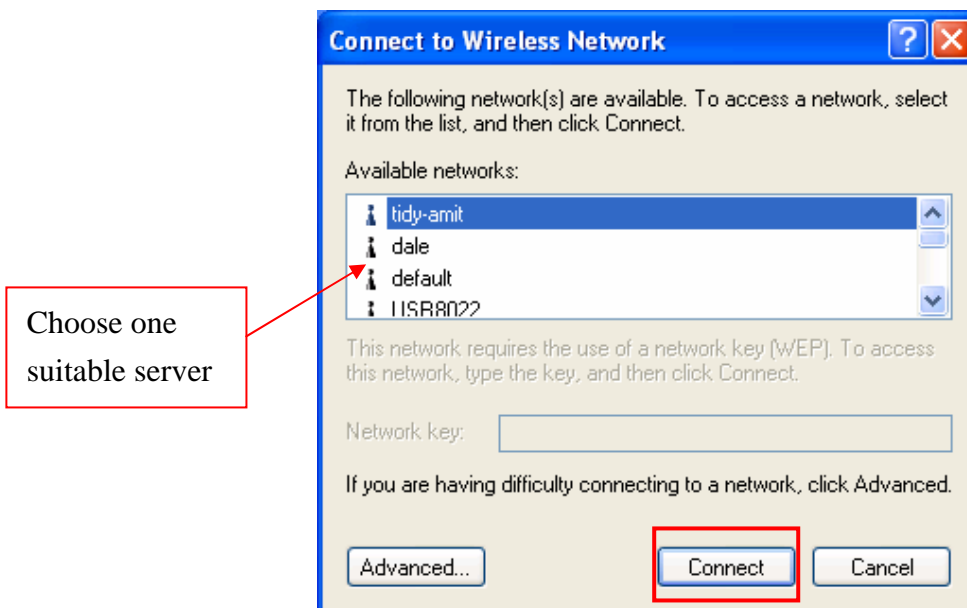 Connect to Wireless Network
The following network(s) are available. To access a network, select
it from the list, and then click Connect.
Available networks:
tidy-amit
dale
default
USB8022
Choose one
suitable server
This network requires the use of a network key (WEP). To access
this network, type the key, and then click Connect.
Network key:
If you are having difficulty connecting to a network, click Advanced.
Advanced...
Connect
Cancel